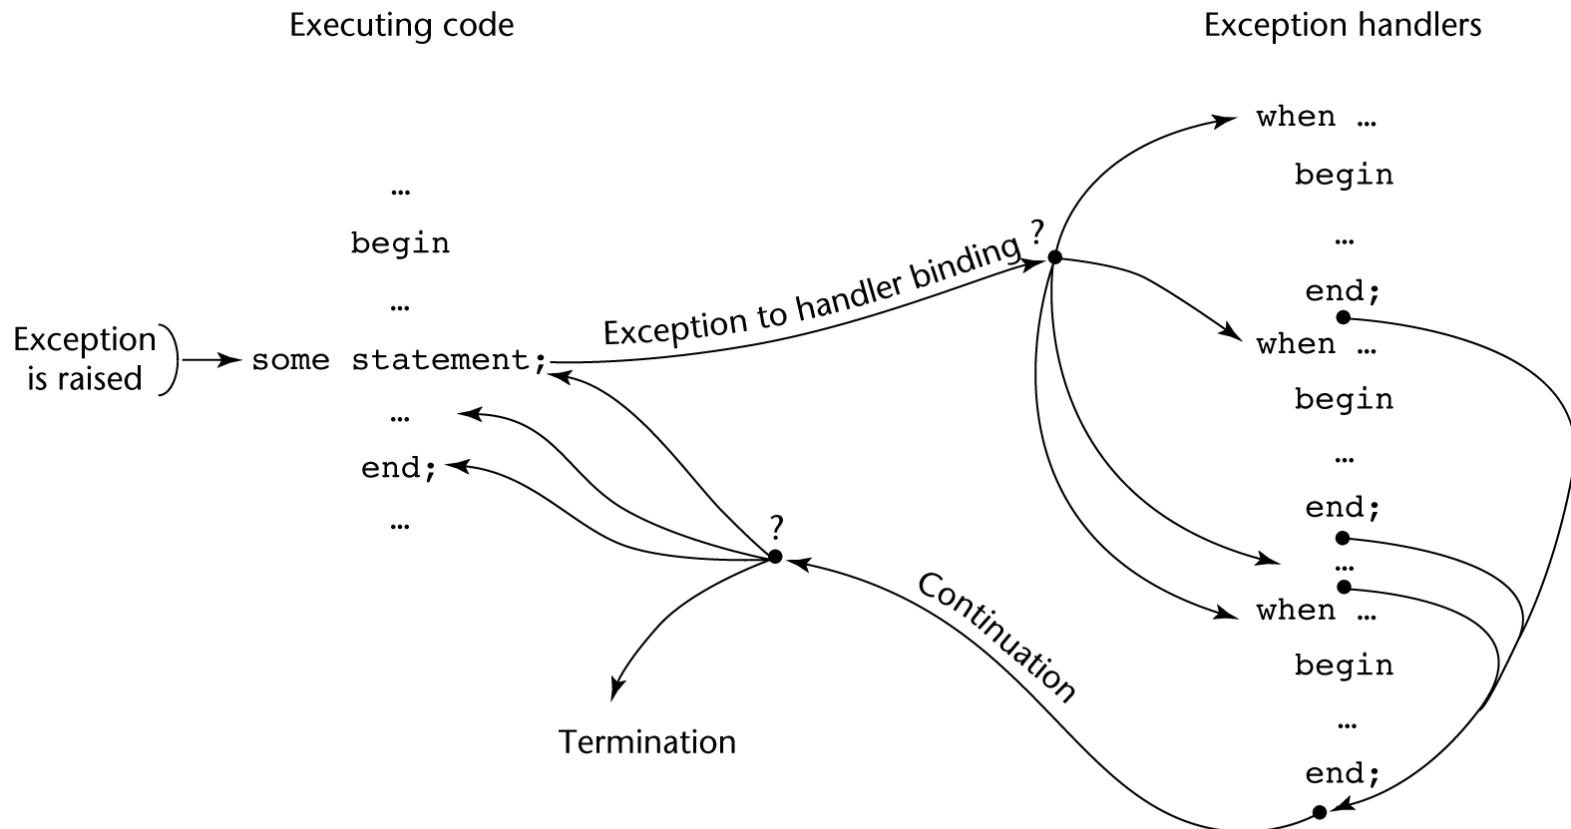 Executing code
Exception handlers
…
begin
…
Exception
is raised
some statement;
…
end;
…
Exception to handler binding
?
when …
begin
…
end;
when …
begin
…
end;
…
when …
begin
…
end;
Continuation
?
Termination